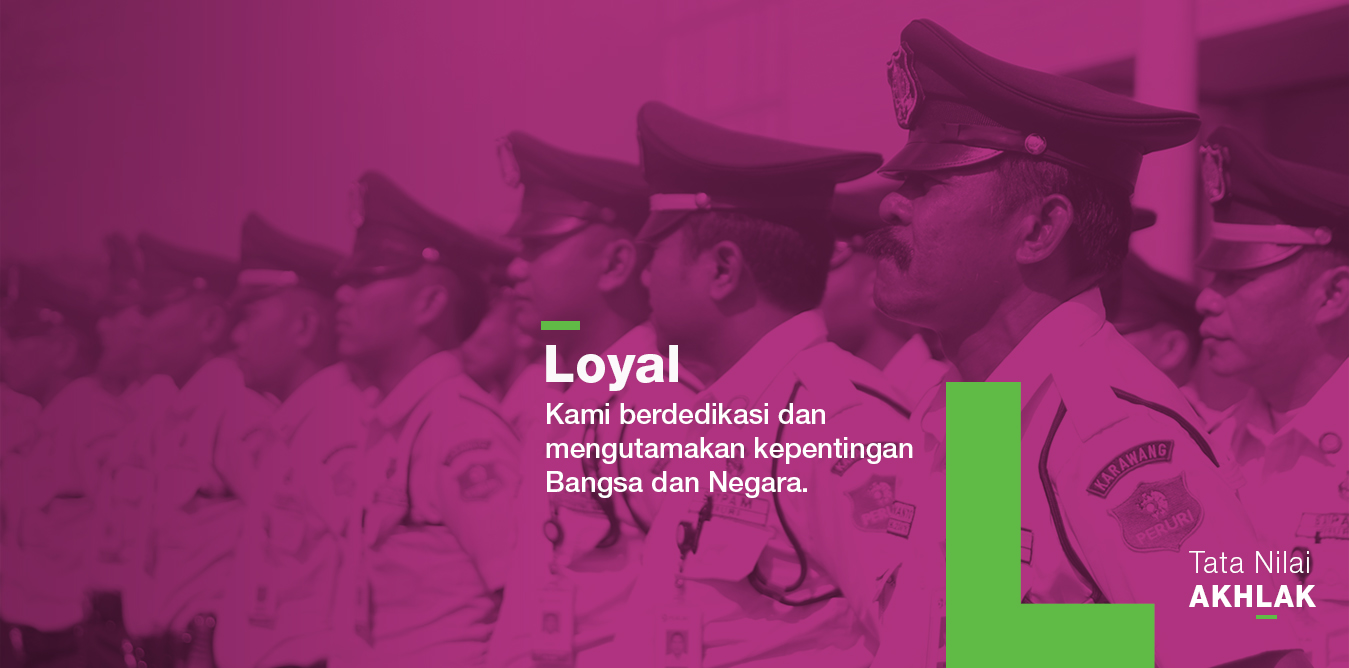 Loyal
Kami berdedikasi dan
mengutamakan kepentingan
Bangsa dan Negara.
KARAWANG
PERURI
L
Tata Nilai
AKHLAK